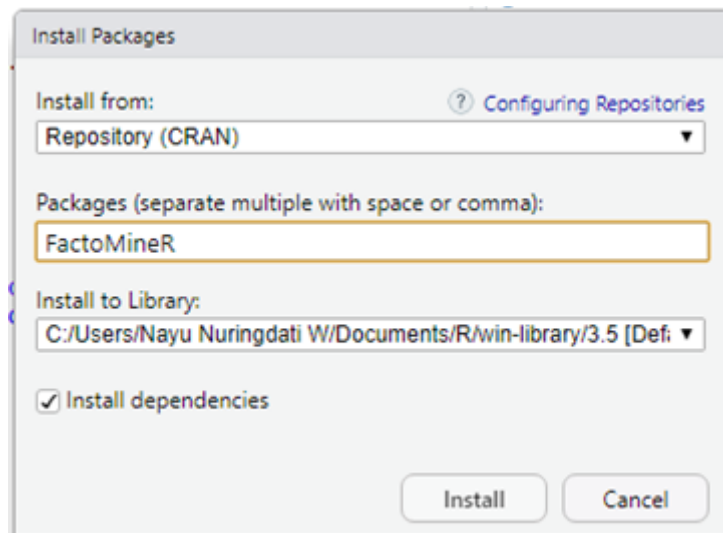 Install Packages
Install from:
? Configuring Repositories
Repository (CRAN)
Packages (separate multiple with space or comma):
FactoMineR
Install to Library:
C:/Users/Nayu Nuringdati W/Documents/R/win-library/3.5 [Defa
Install dependencies
Install
Cancel